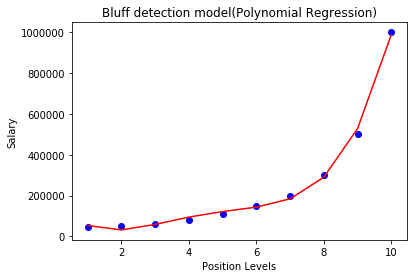 Bluff detection model(Polynomial Regression)
1000000
800000
600000
400000
200000
0
Salary
2 4 6 8 10
Position Levels